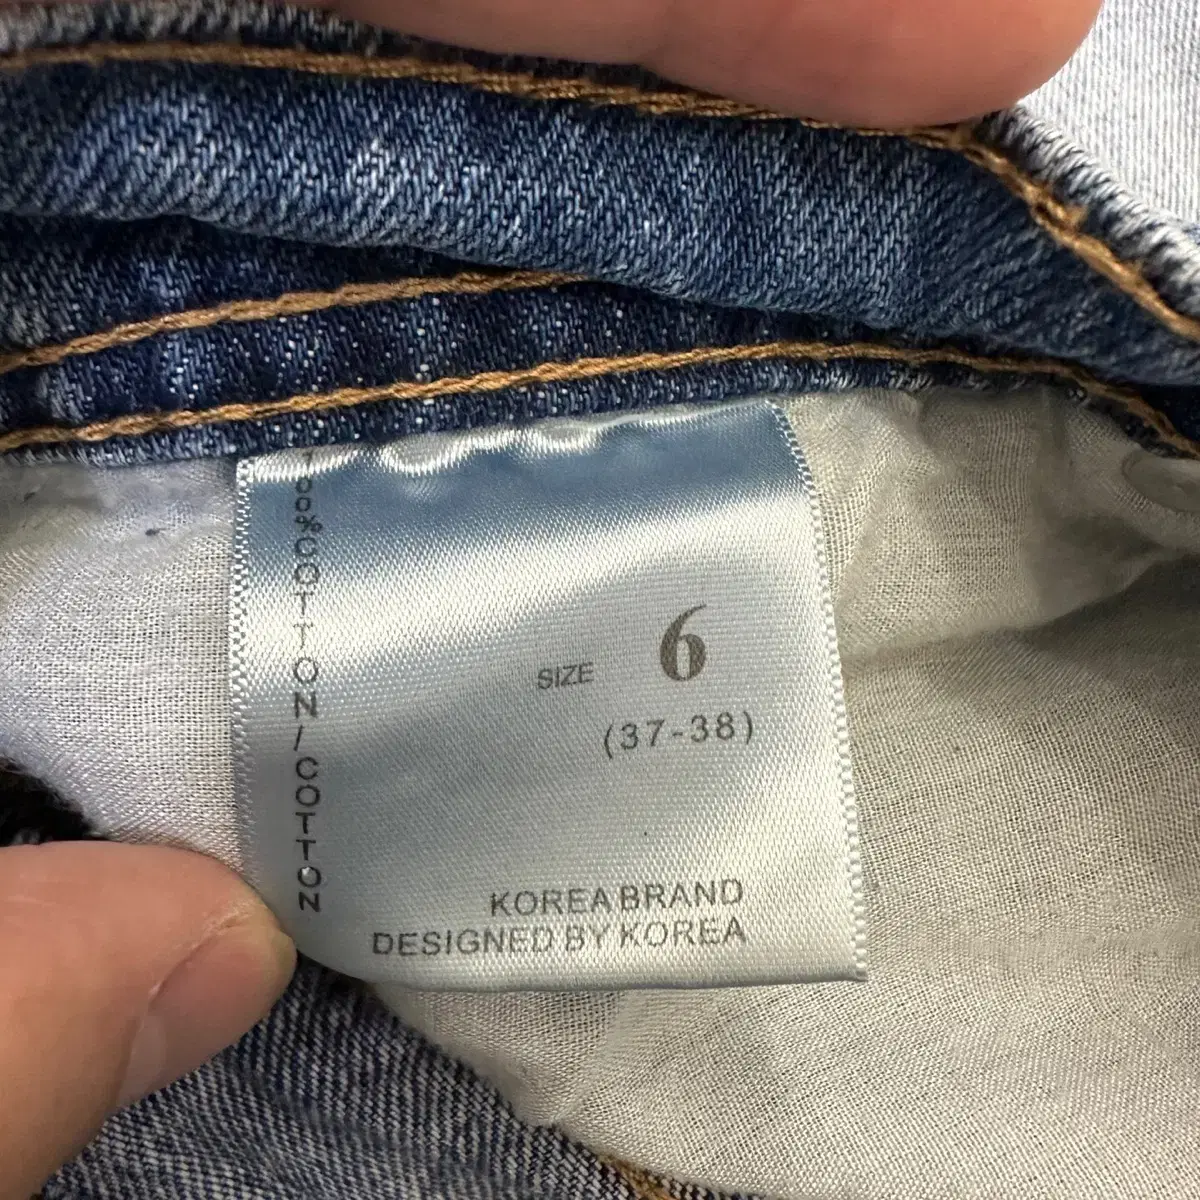 100%COTTON/COTTON
SIZE 6
(37-38)
KOREA BRAND
DESIGNED BY KOREA